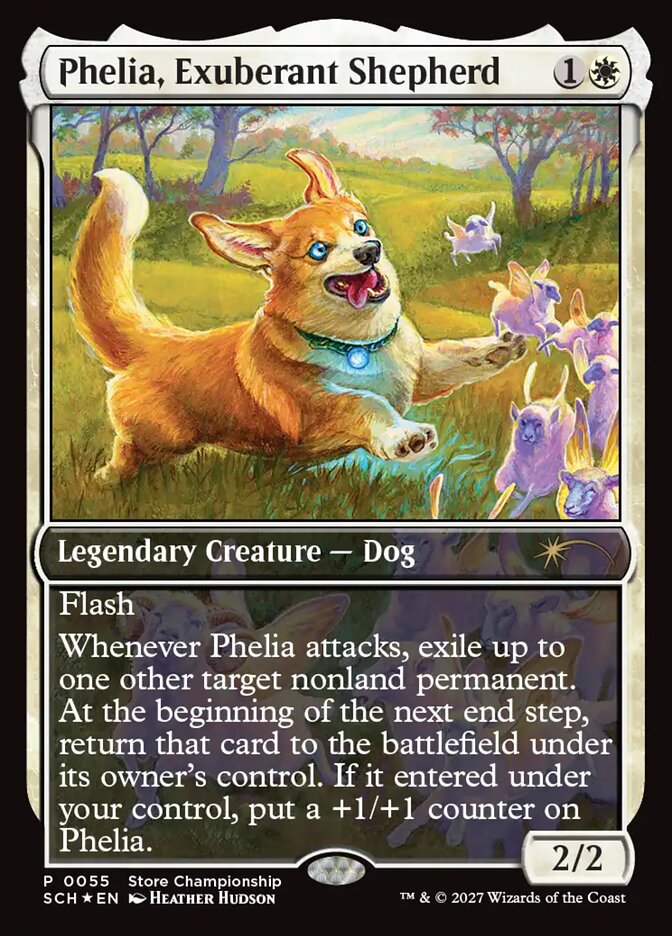 Phelia, Exuberant Shepherd 1
Legendary Creature — Dog
Flash
Whenever Phelia attacks, exile up to
one other target nonland permanent.
At the beginning of the next end step,
return that card to the battlefield under
its owner's control. If it entered under
your control, put a +1/+1 counter on
Phelia.
2/2
P 0055 Store Championship
SCH★EN Heather Hudson
™ & © 2027 Wizards of the Coast